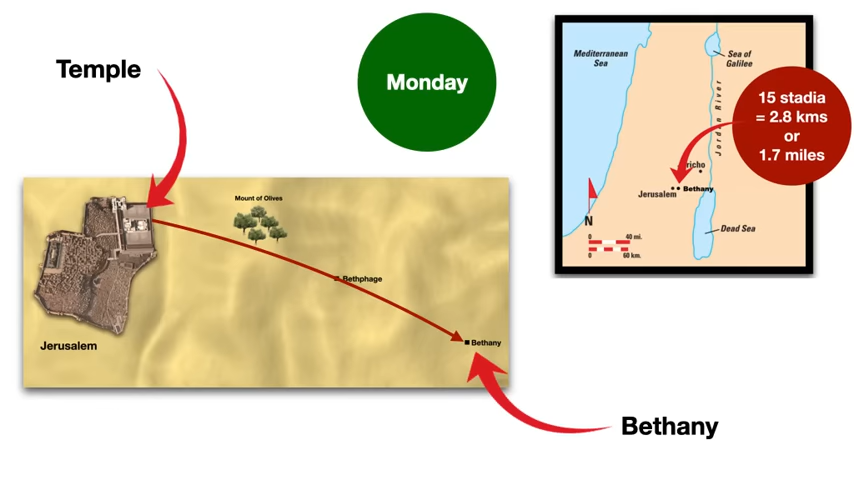 Temple
Monday
Mediterranean
Sea
Sea of
Galilee
Jordan River
15 stadia
= 2.8 kms
or
1.7 miles
Jerusalem
Bethany
N
0 40 mi.
0 60 km.
Dead Sea
Mount of Olives
Bethphage
Bethany
Jerusalem
Bethany